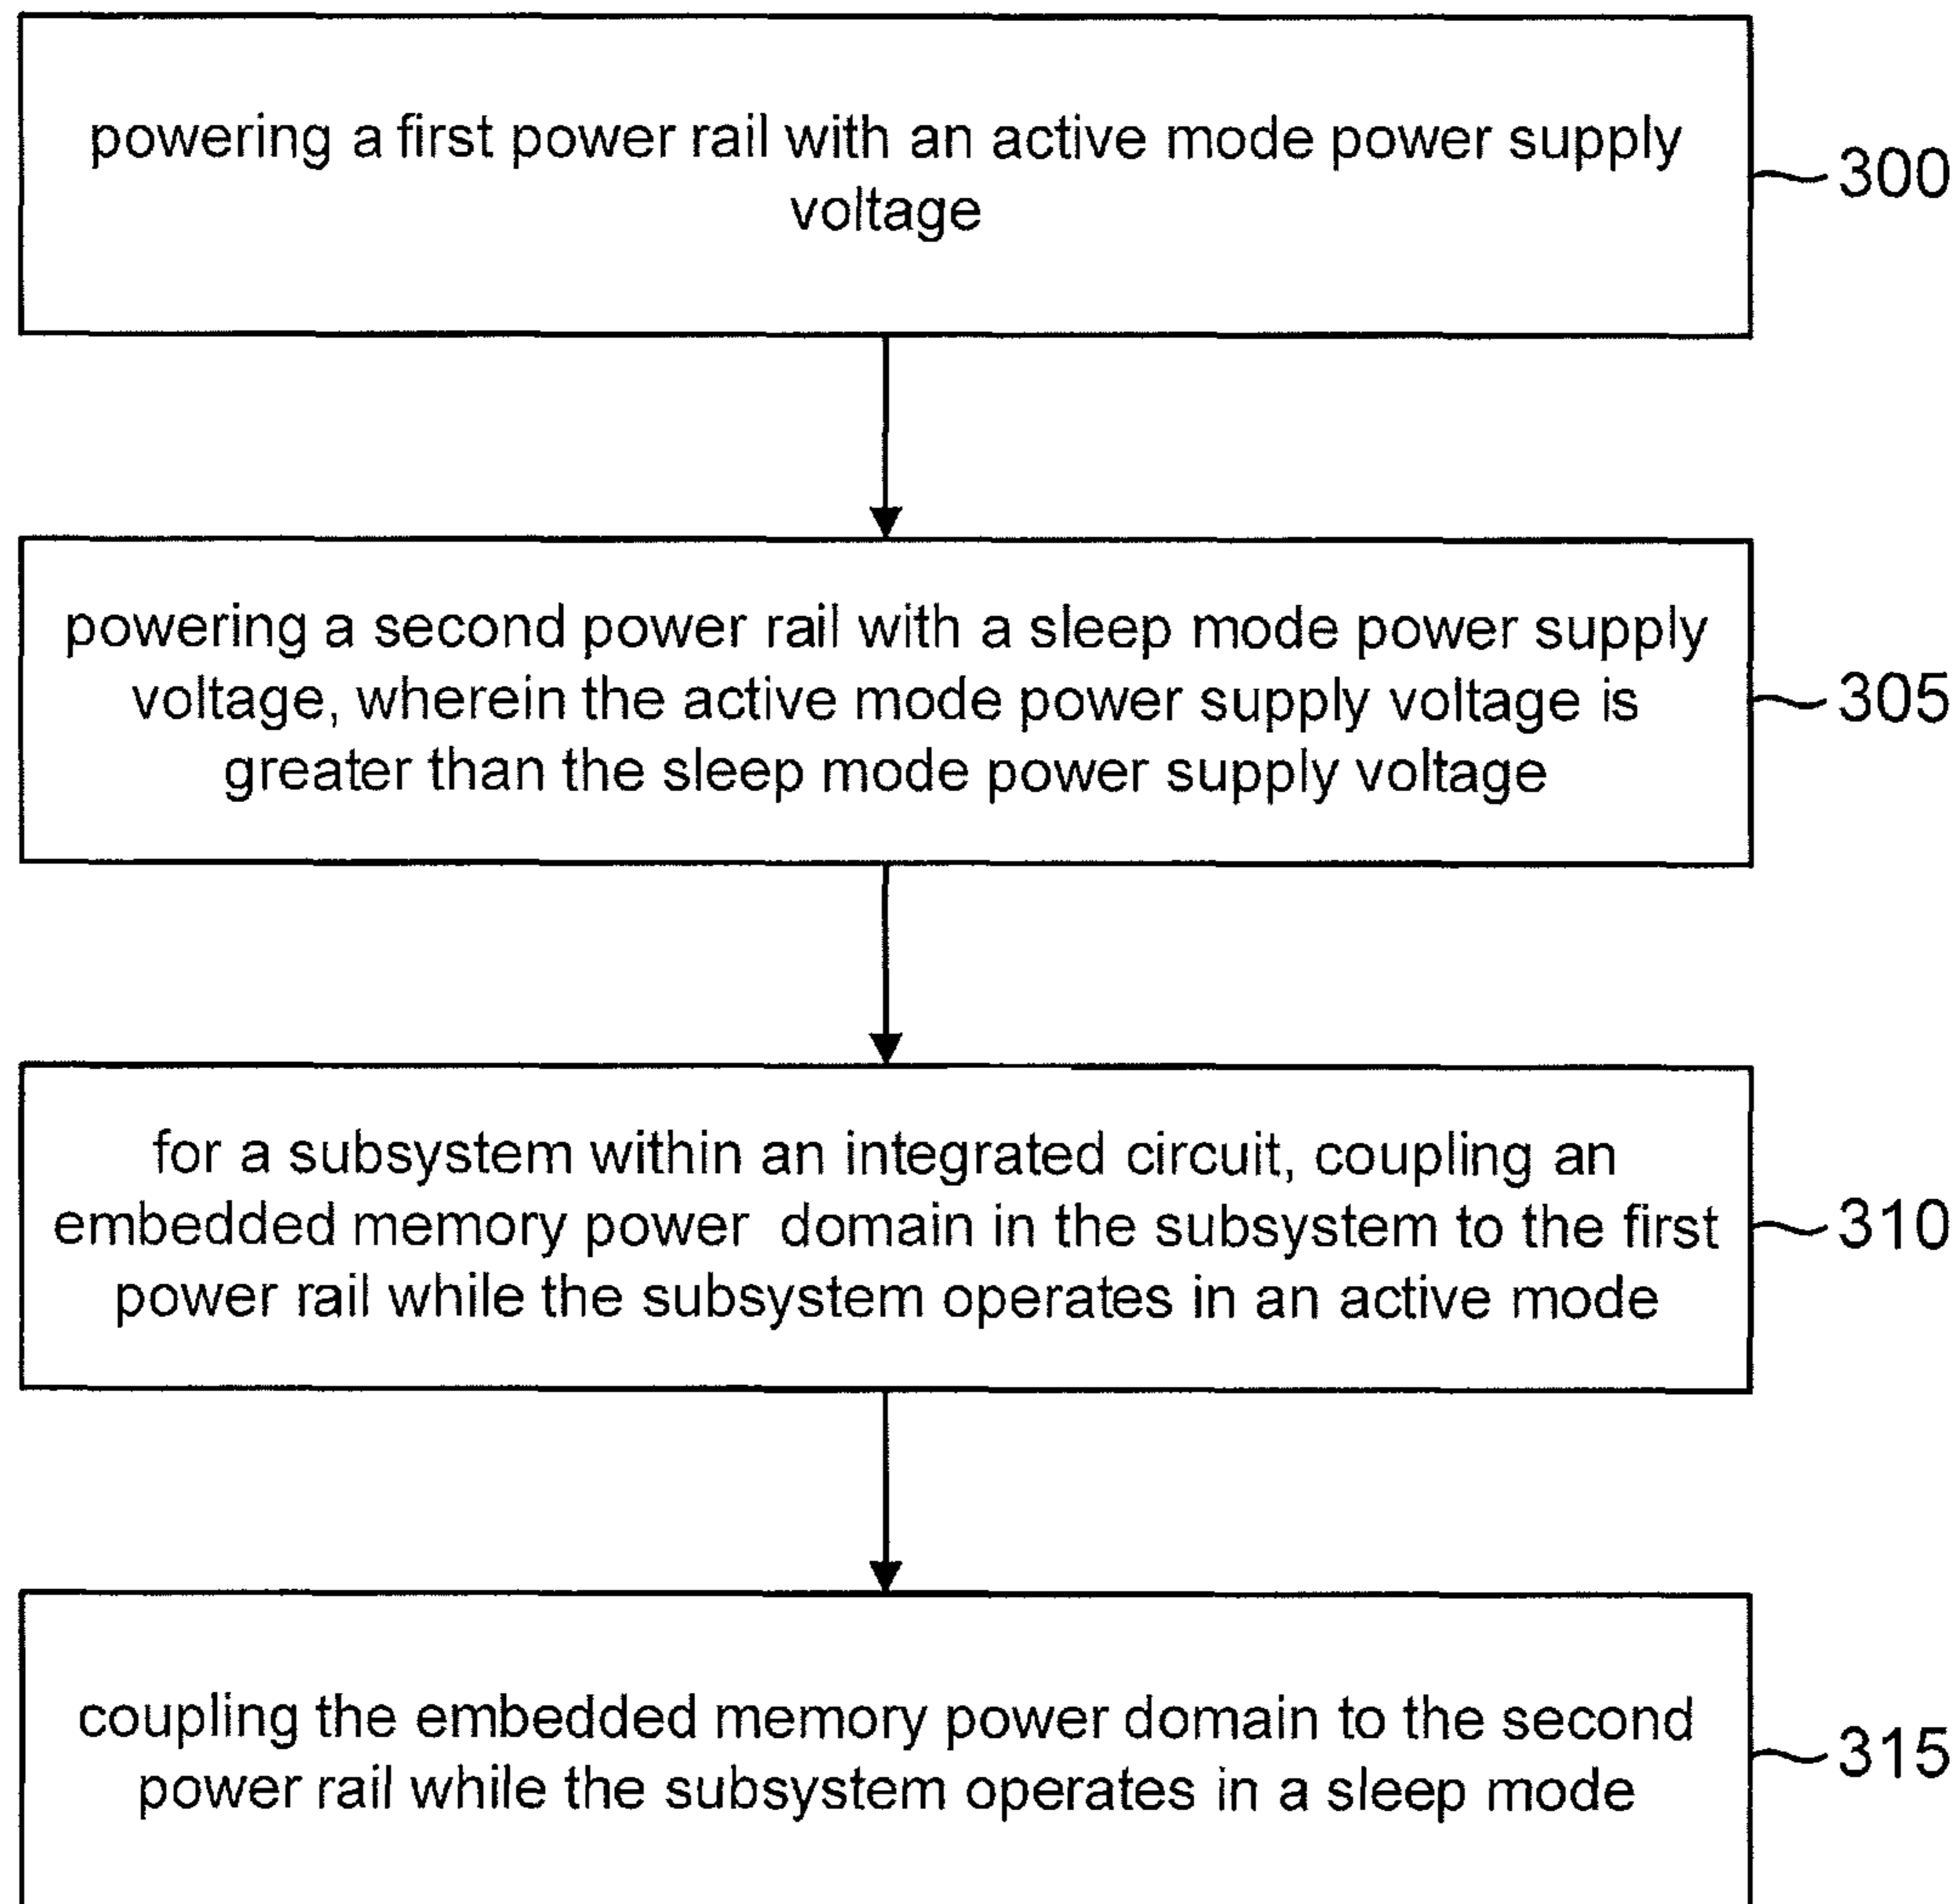 powering a first power rail with an active mode power supply
voltage
300
powering a second power rail with a sleep mode power supply
voltage, wherein the active mode power supply voltage is
greater than the sleep mode power supply voltage
305
for a subsystem within an integrated circuit, coupling an
embedded memory power domain in the subsystem to the first
power rail while the subsystem operates in an active mode
310
coupling the embedded memory power domain to the second
power rail while the subsystem operates in a sleep mode
315